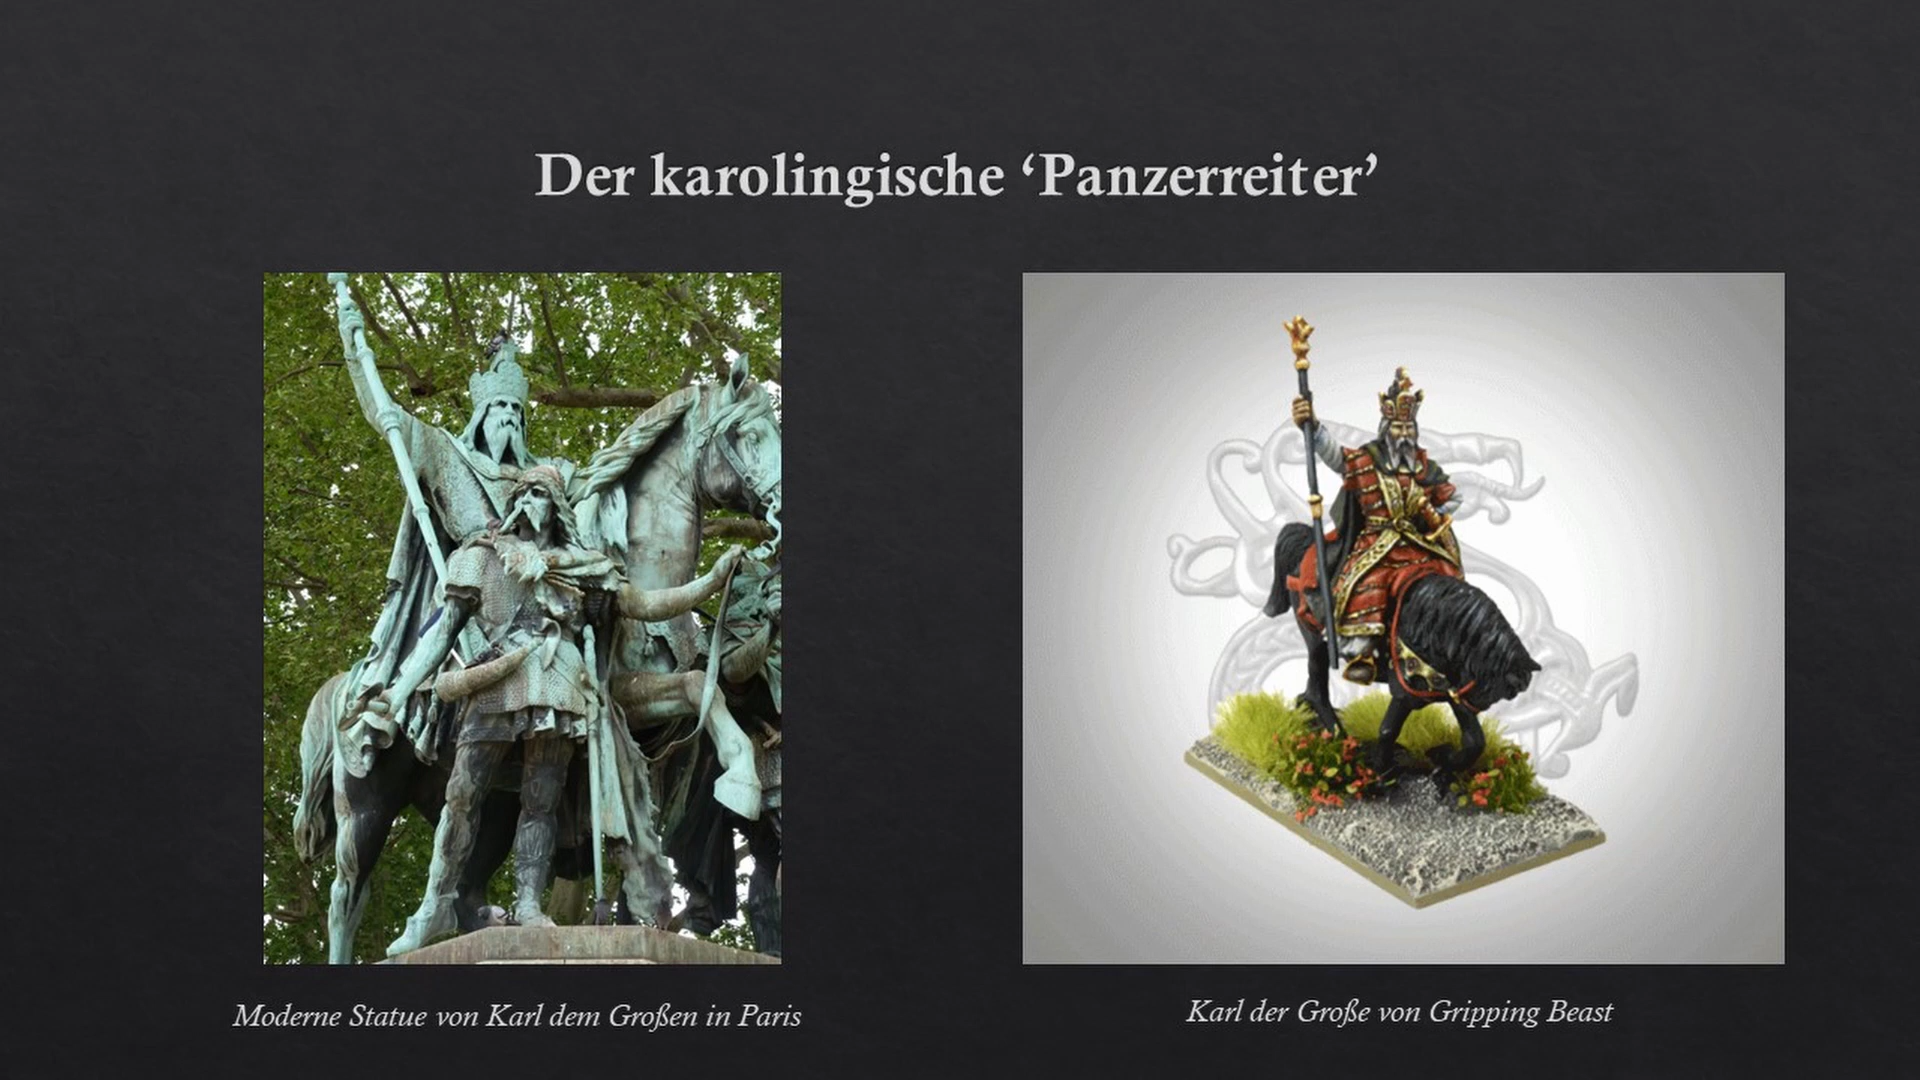 Der karolingische ‘Panzerreiter’
Moderne Statue von Karl dem Großen in Paris
Karl der Große von Gripping Beast